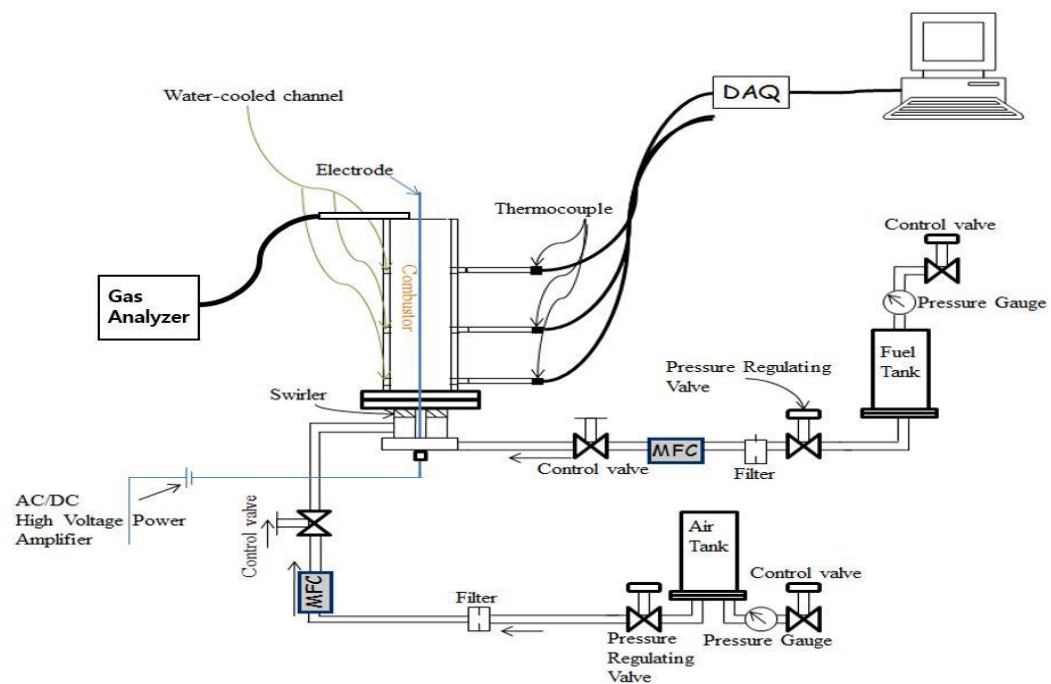 Water-cooled channel
DAQ
Electrode
Thermocouple
Control valve
Combustor
Gas
Analyzer
Pressure Gauge
Fuel
Tank
Pressure Regulating
Valve
Swirler
MFC
Control valve
Filter
AC/DC
High Voltage Power
Amplifier
Control valve
Air
Tank
Control valve
MFC
Filter
Pressure
Regulating
Valve
Pressure Gauge